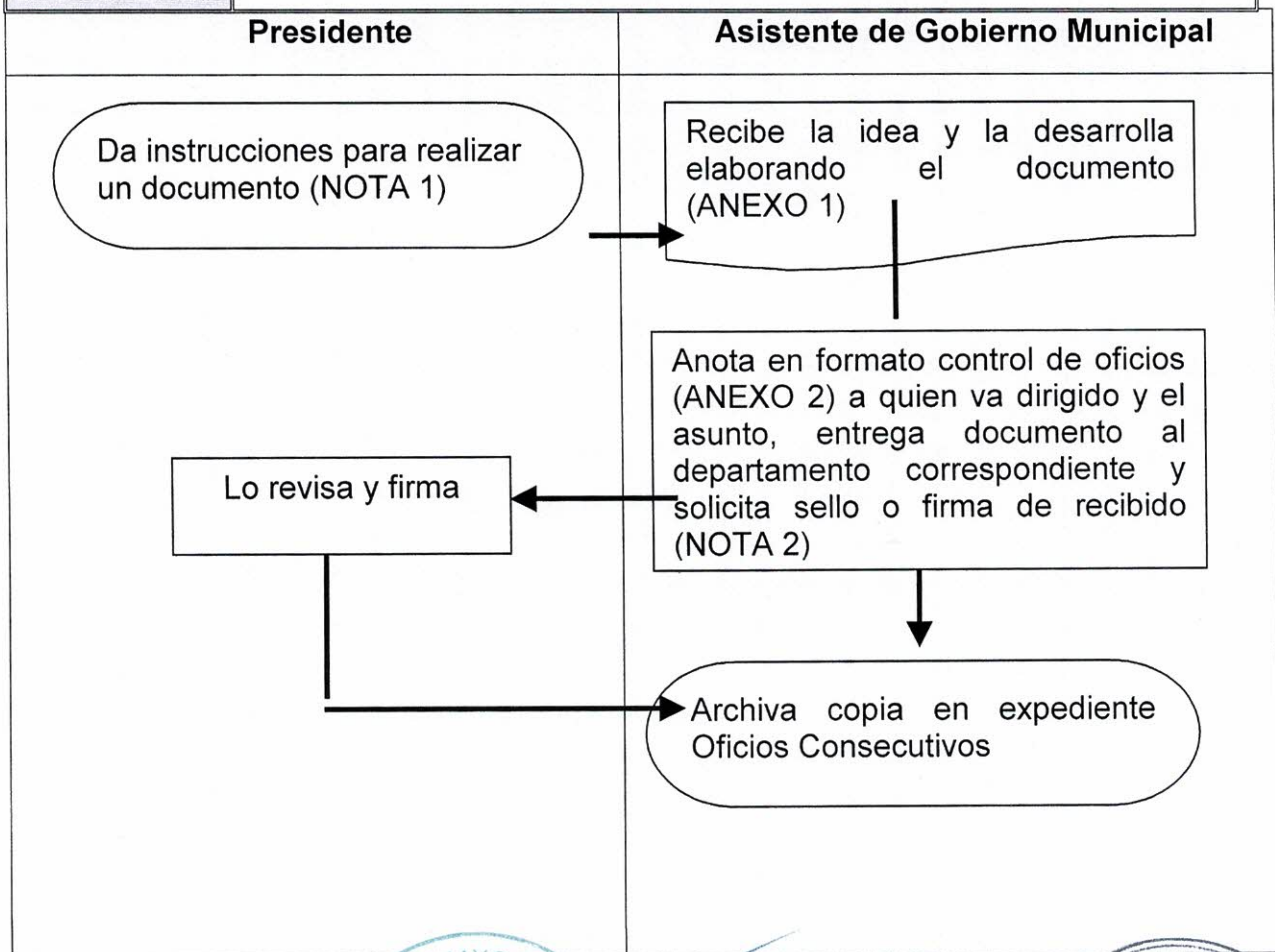 Presidente
Asistente de Gobierno Municipal
Da instrucciones para realizar
un documento (NOTA 1)
Recibe la idea y la desarrolla
elaborando el documento
(ANEXO 1)
Anota en formato control de oficios
(ANEXO 2) a quien va dirigido y el
asunto, entrega documento al
departamento correspondiente y
solicita sello o firma de recibido
(NOTA 2)
Lo revisa y firma
Archiva copia en expediente
Oficios Consecutivos